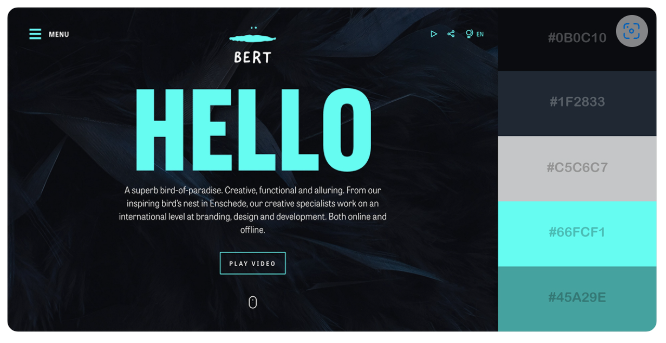 MENU
BERT
EN
HELLO
A superb bird-of-paradise. Creative, functional and alluring. From our
inspiring bird's nest in Enschede, our creative specialists work on an
international level at branding, design and development. Both online and
offline.
PLAY VIDEO
#0B0C10
#1F2833
#C5C6C7
#66FCF1
#45A29E